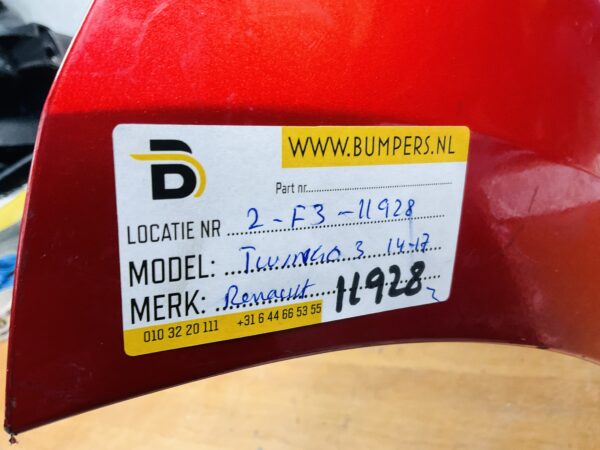 WWW.BUMPERS.NL
B
Part nr.
LOCATIE NR 2-F3-11928
MODEL: Twingo 3 14-17
MERK: Renault 11928
010 32 20 111 +31 6 44 66 53 55